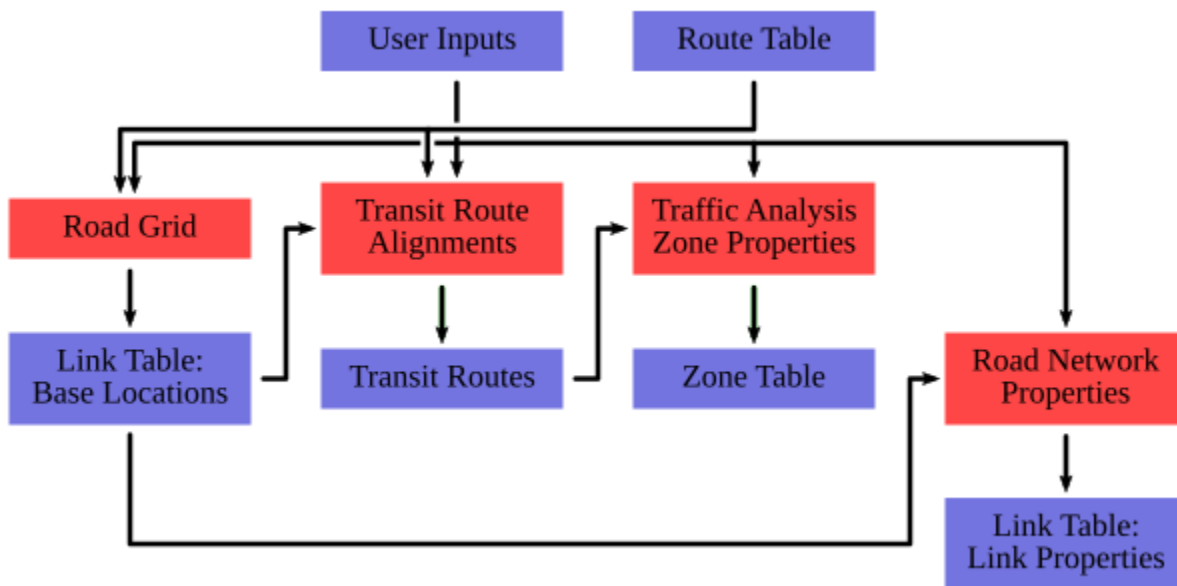 User Inputs
Route Table
Road Grid
Transit Route
Alignments
Traffic Analysis
Zone Properties
Link Table:
Base Locations
Transit Routes
Zone Table
Road Network
Properties
Link Table:
Link Properties